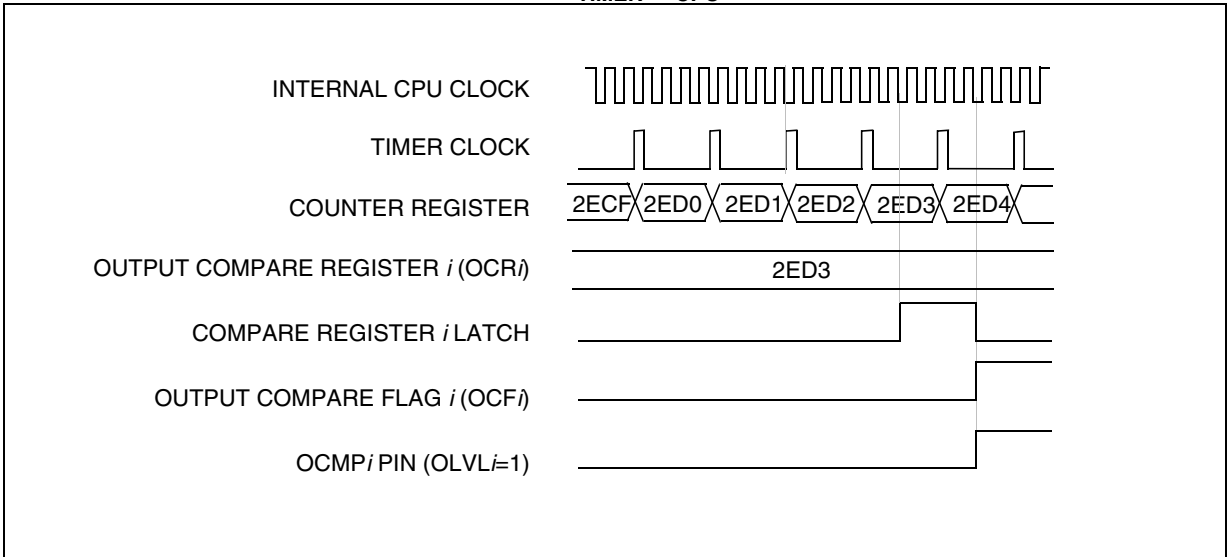 INTERNAL CPU CLOCK
TIMER CLOCK
COUNTER REGISTER 2ECF 2ED0 2ED1 2ED2 2ED3 2ED4
OUTPUT COMPARE REGISTER i (OCRi) 2ED3
COMPARE REGISTER i LATCH
OUTPUT COMPARE FLAG i (OCFi)
OCMPi PIN (OLVLi=1)